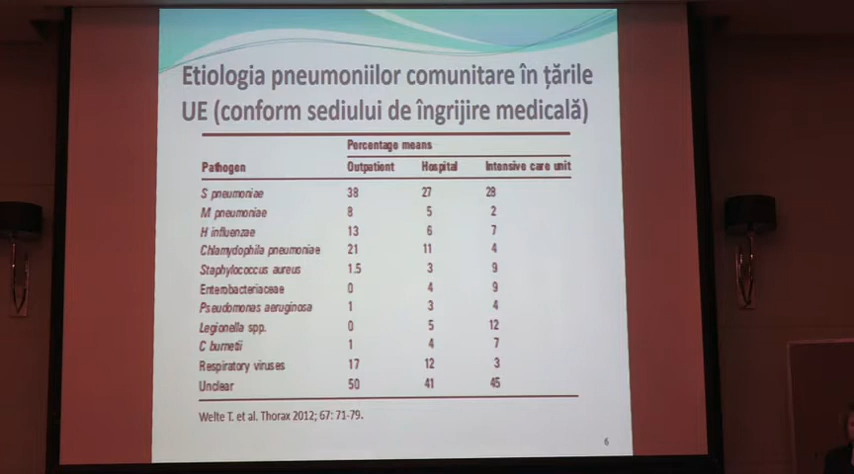 Etiologia pneumoniilor comunitare în țările
UE (conform sediului de îngrijire medicală)
Percentage means
Pathogen Outpatient Hospital Intensive care unit
S pneumoniae 38 27 28
M pneumoniae 8 5 2
H influenzae 13 6 7
Chlamydophila pneumoniae 21 11 4
Staphylococcus aureus 1.5 3 9
Enterobacteriaceae 0 4 9
Pseudomonas aeruginosa 1 3 4
Legionella spp. 0 5 12
C burnetii 1 4 7
Respiratory viruses 17 12 3
Unclear 50 41 45
Welte T. et al. Thorax 2012; 67: 71-79.
6